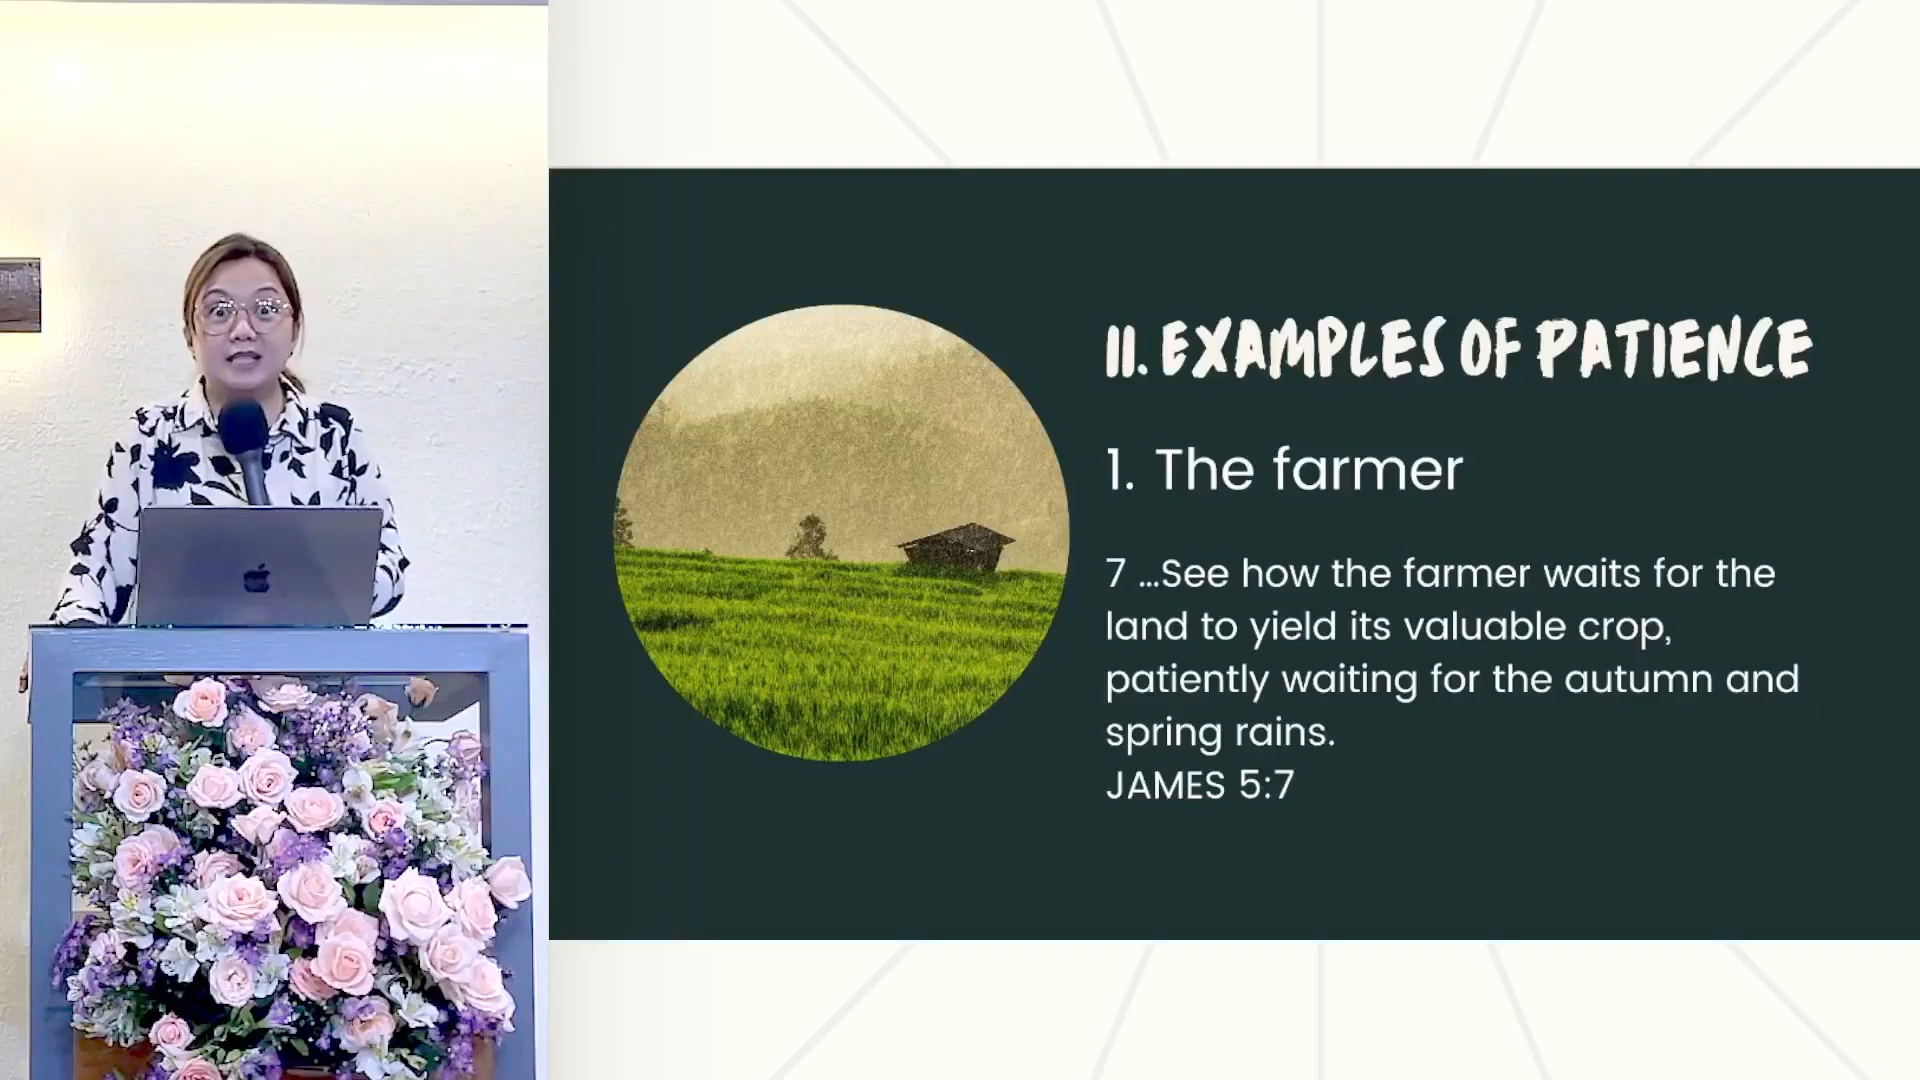 II. EXAMPLES OF PATIENCE
1. The farmer
7 ...See how the farmer waits for the
land to yield its valuable crop,
patiently waiting for the autumn and
spring rains.
JAMES 5:7